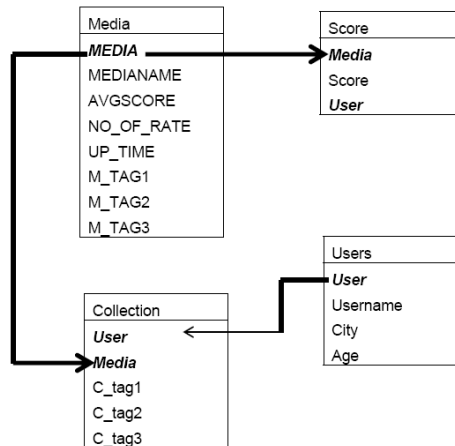 Media
MEDIA
MEDIANAME
AVGSCORE
NO_OF_RATE
UP_TIME
M_TAG1
M_TAG2
M_TAG3
Score
Media
Score
User
Collection
User
Media
C_tag1
C_tag2
C_tag3
Users
User
Username
City
Age